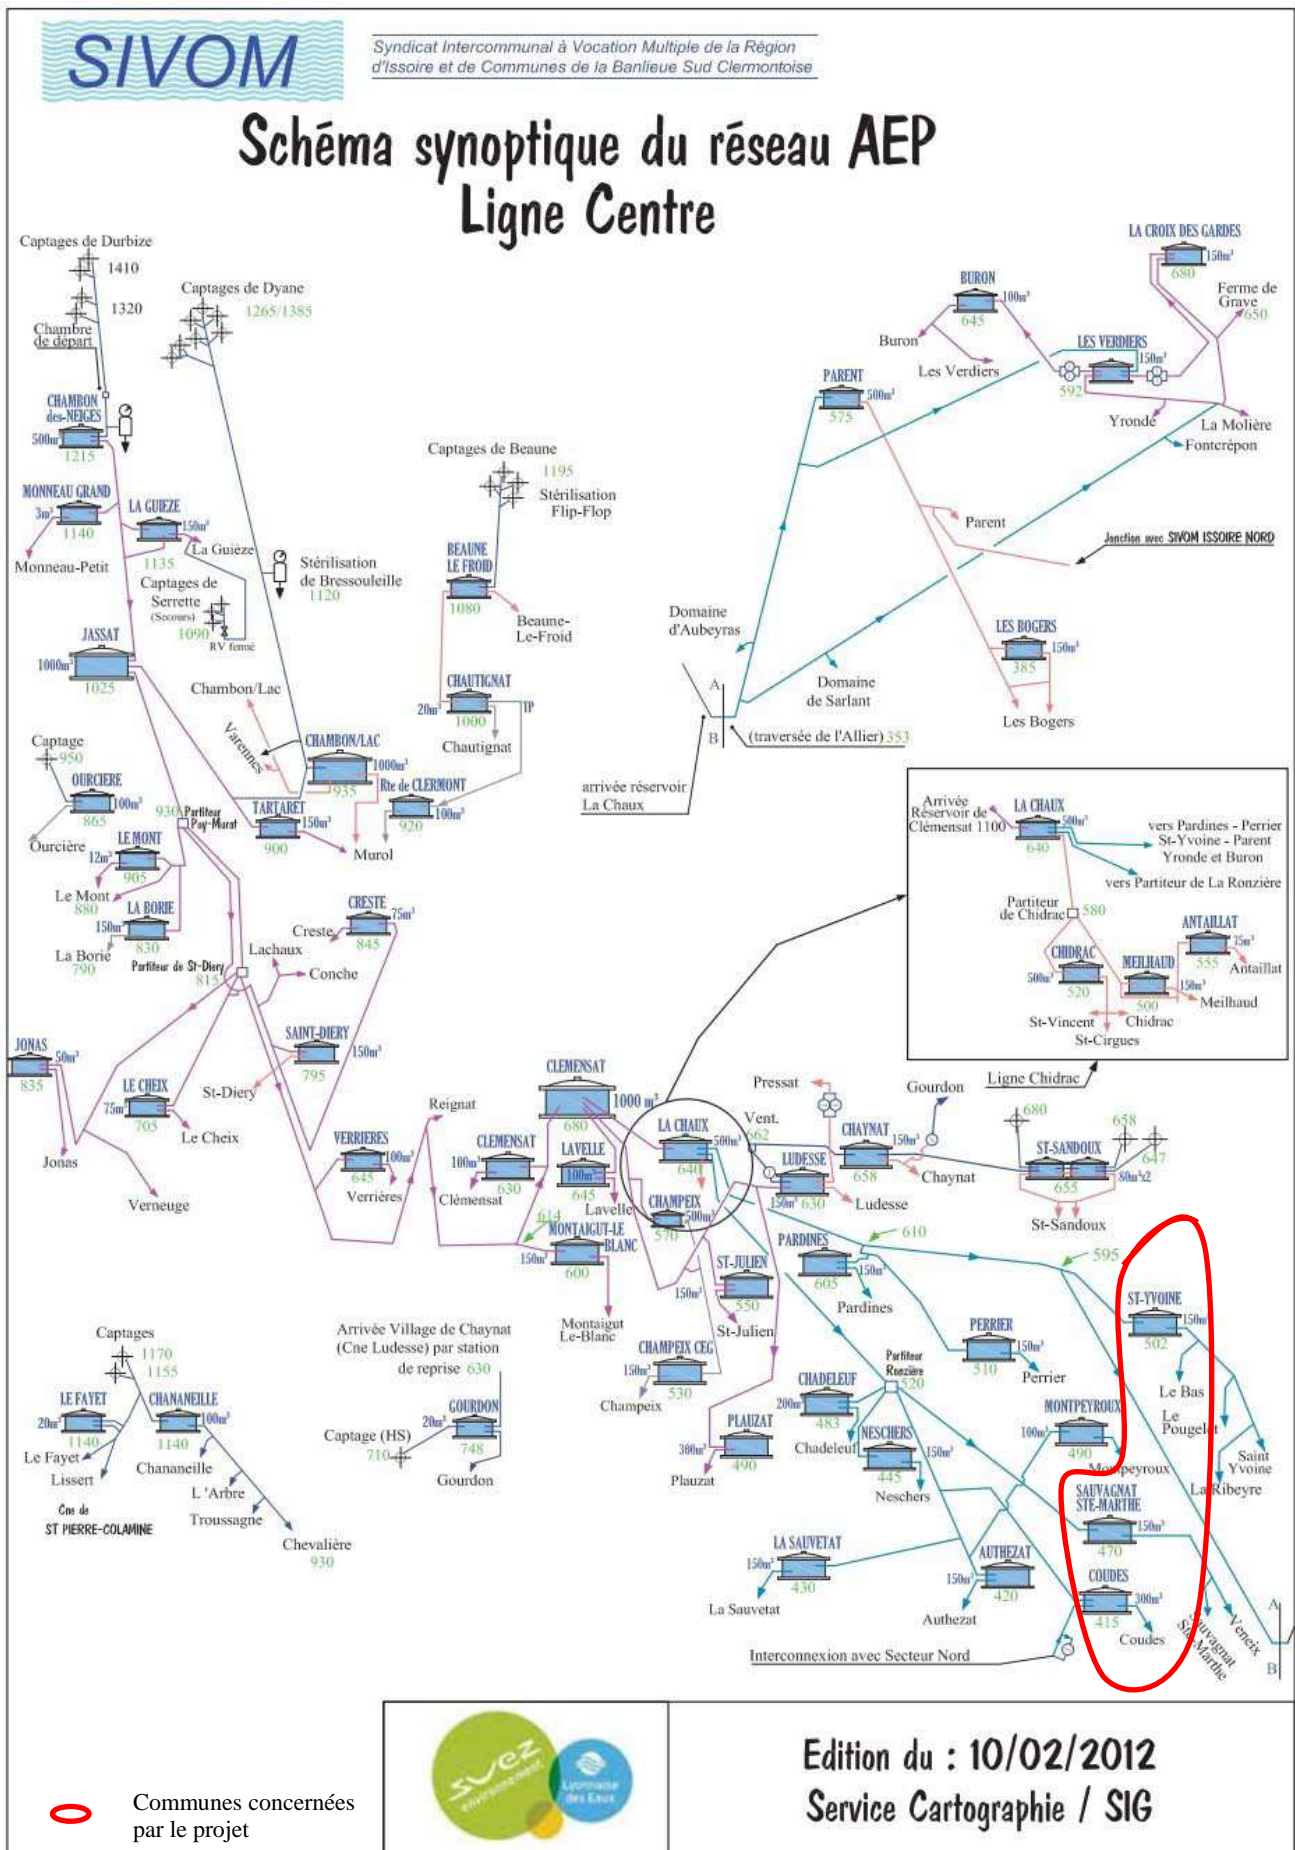 SIVOM
Syndicat Intercommunal à Vocation Multiple de la Région
d'Issoire et de Communes de la Banlieue Sud Clermontoise
Schéma synoptique du réseau AEP
Ligne Centre
Captages de Durbize
1410
1320
Chambre
de départ
CHAMBON
des-NEIGES
500m³
1215
Captages de Dyane
1265/1385
MONNEAU GRAND
3m³
1140
Monneau-Petit
LA GUIEZE
150m³
1135
La Guièze
Captages de
Serrette
(Secours)
1090
RV fermé
Stérilisation
de Bressouleille
1120
Captages de Beaune
1195
Stérilisation
Flip-Flop
BEAUNE
LE FROID
1080
Beaune-
Le-Froid
CHAUTIGNAT
20m³
1000
TP
Chautignat
JASSAT
1000m³
1025
Chambon/Lac
Varennes
CHAMBON/LAC
1000m³
935
Rte de CLERMONT
100m³
920
TARTARET
150m³
900
Murol
Captage
950
OURCIERE
100m³
865
Ourcière
930
Partiteur
Puy-Murat
LE MONT
12m³
905
Le Mont
880
LA BORIE
150m³
830
La Borie
790
Partiteur de St-Diery
815
Lachaux
Conche
CRESTE
75m³
845
Creste
JONAS
50m³
835
Jonas
LE CHEIX
75m³
705
Le Cheix
Verneuge
SAINT-DIERY
150m³
795
St-Diery
VERRIERES
100m³
645
Verrières
Reignat
CLEMENSAT
1000 m³
680
CLEMENSAT
100m³
630
Clémensat
LAVELLE
100m³
645
Lavelle
614
MONTAIGUT-LE
BLANC
150m³
600
Montaigut
Le-Blanc
LA CHAUX
500m³
640
CHAMPEIX
500m³
570
ST-JULIEN
150m³
550
St-Julien
CHAMPEIX CEG
150m³
530
Champeix
PLAUZAT
300m³
490
Plauzat
Pressat
Vent.
662
LUDESSE
150m³
630
Ludesse
CHAYNAT
150m³
658
Chaynat
Gourdon
680
658
647
ST-SANDOUX
655
80m³x2
St-Sandoux
LA CROIX DES GARDES
150m³
680
Ferme de
Grave
650
BURON
100m³
645
Buron
Les Verdiers
LES VERDIERS
150m³
592
Yronde
La Molière
Fontcrépon
PARENT
500m³
575
Parent
Jonction avec SIVOM ISSOIRE NORD
LES BOGERS
150m³
385
Les Bogers
Domaine
d'Aubeyras
Domaine
de Sarlant
A
B
(traversée de l'Allier) 353
arrivée réservoir
La Chaux
Arrivée
Réservoir de
Clémensat 1100
LA CHAUX
500m³
640
vers Pardines - Perrier
St-Yvoine - Parent
Yronde et Buron
vers Partiteur de La Ronzière
Partiteur
de Chidrac
580
CHIDRAC
500m³
520
MEILHAUD
150m³
500
Meilhaud
ANTAILLAT
75m³
555
Antaillat
St-Vincent
Chidrac
St-Cirgues
Ligne Chidrac
610
595
PARDINES
150m³
605
Pardines
PERRIER
150m³
510
Perrier
ST-YVOINE
150m³
502
Le Bas
Le
Pougelet
Saint
Yvoine
La Ribeyre
Partiteur
Ronzière
520
CHADELEUF
200m³
483
Chadeleuf
NESCHERS
150m³
445
Neschers
MONTPEYROUX
100m³
490
Montpeyroux
SAUVAGNAT
STE-MARTHE
150m³
470
LA SAUVETAT
150m³
430
La Sauvetat
AUTHEZAT
150m³
420
Authezat
COUDES
300m³
415
Coudes
Sauvagnat
Ste-Marthe
Veneix
A
B
Interconnexion avec Secteur Nord
Captages
1170
1155
LE FAYET
20m³
1140
Le Fayet
Lissert
CHANANEILLE
100m³
1140
Chananeille
L 'Arbre
Troussagne
Chevalière
930
Cne de
ST PIERRE-COLAMINE
Arrivée Village de Chaynat
(Cne Ludesse) par station
de reprise 630
GOURDON
20m³
748
Captage (HS)
710
Gourdon
Communes concernées
par le projet
svez
environnement
Lyonnaise
des Eaux
Edition du : 10/02/2012
Service Cartographie / SIG